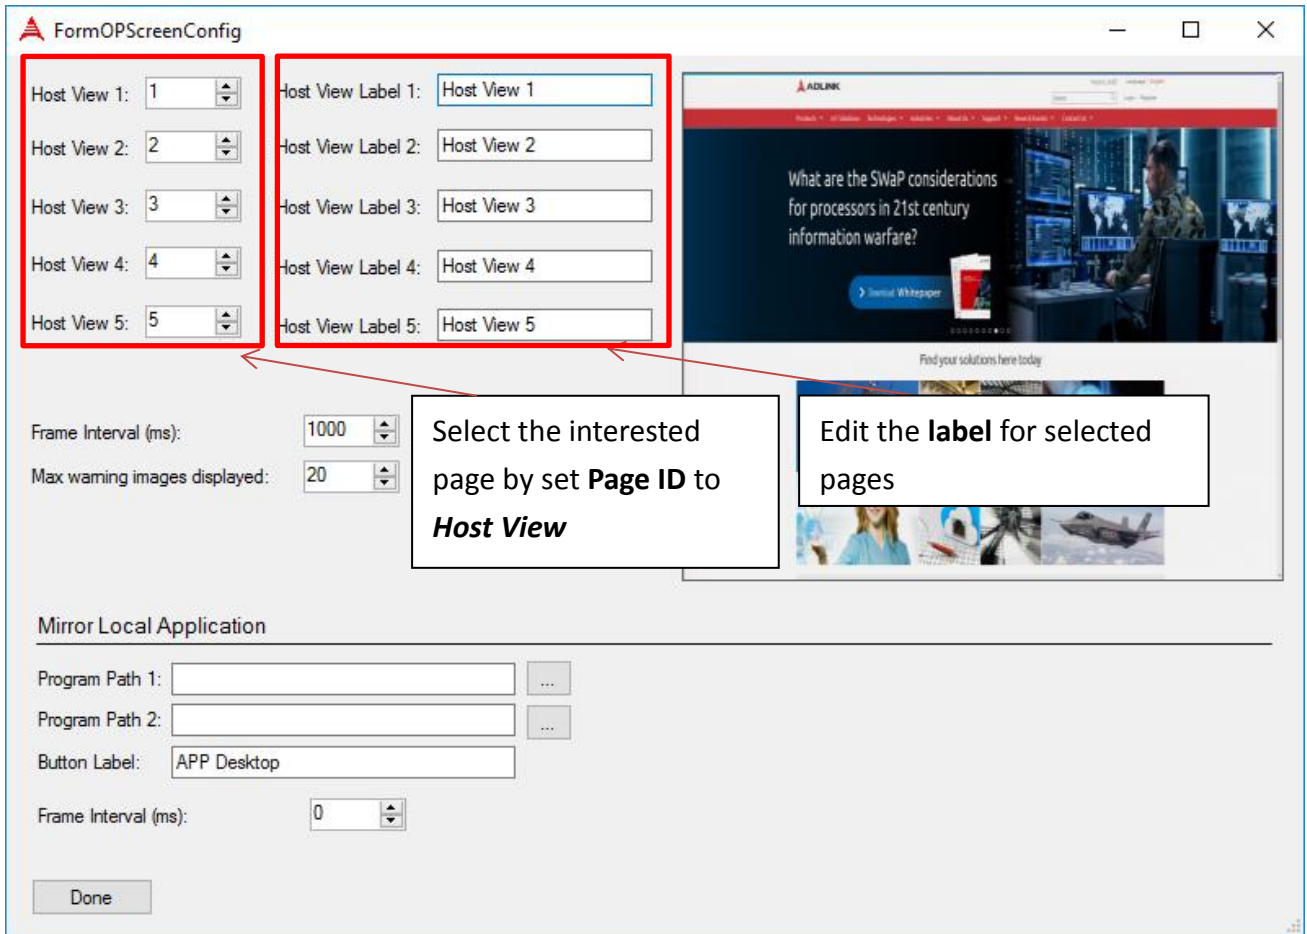 FormOPScreenConfig
Host View 1: 1
Host View Label 1: Host View 1
Host View 2: 2
Host View Label 2: Host View 2
Host View 3: 3
Host View Label 3: Host View 3
Host View 4: 4
Host View Label 4: Host View 4
Host View 5: 5
Host View Label 5: Host View 5
ADLINK
What are the SWaP considerations
for processors in 21st century
information warfare?
Download Whitepaper
Find your solutions here today
Frame Interval (ms): 1000
Max warning images displayed: 20
Select the interested
page by set Page ID to
Host View
Edit the label for selected
pages
Mirror Local Application
Program Path 1: ...
Program Path 2: ...
Button Label: APP Desktop
Frame Interval (ms): 0
Done